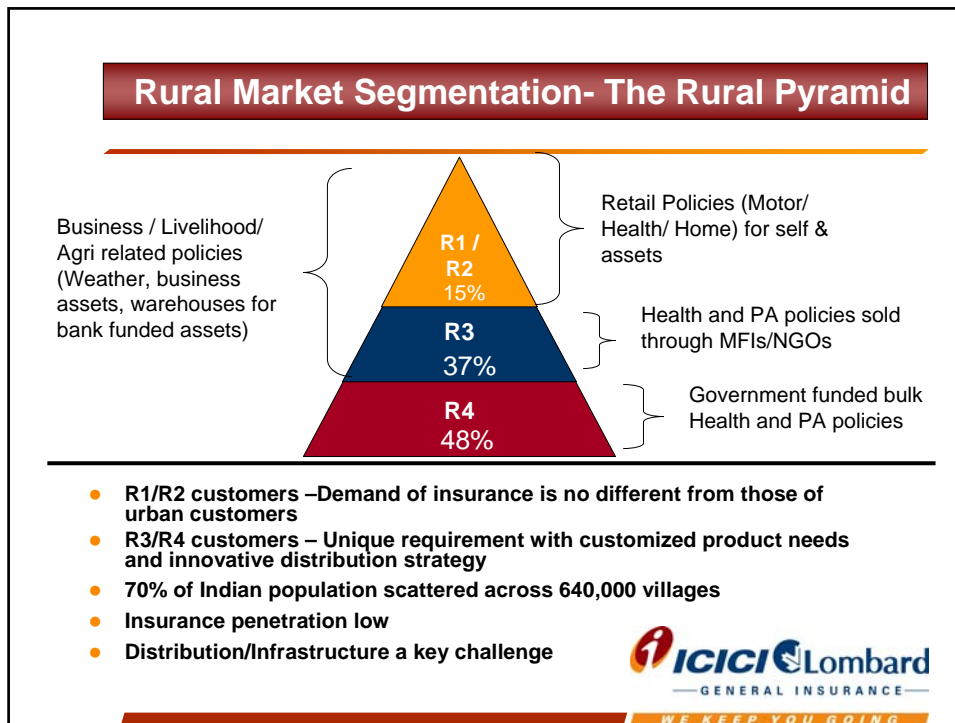 Rural Market Segmentation- The Rural Pyramid
Business / Livelihood/
Agri related policies
(Weather, business
assets, warehouses for
bank funded assets)
R1 /
R2
15%
R3
37%
R4
48%
Retail Policies (Motor/
Health/ Home) for self &
assets
Health and PA policies sold
through MFIs/NGOs
Government funded bulk
Health and PA policies
R1/R2 customers –Demand of insurance is no different from those of
urban customers
R3/R4 customers – Unique requirement with customized product needs
and innovative distribution strategy
70% of Indian population scattered across 640,000 villages
Insurance penetration low
Distribution/Infrastructure a key challenge
ICICI Lombard
GENERAL INSURANCE
WE KEEP YOU GOING